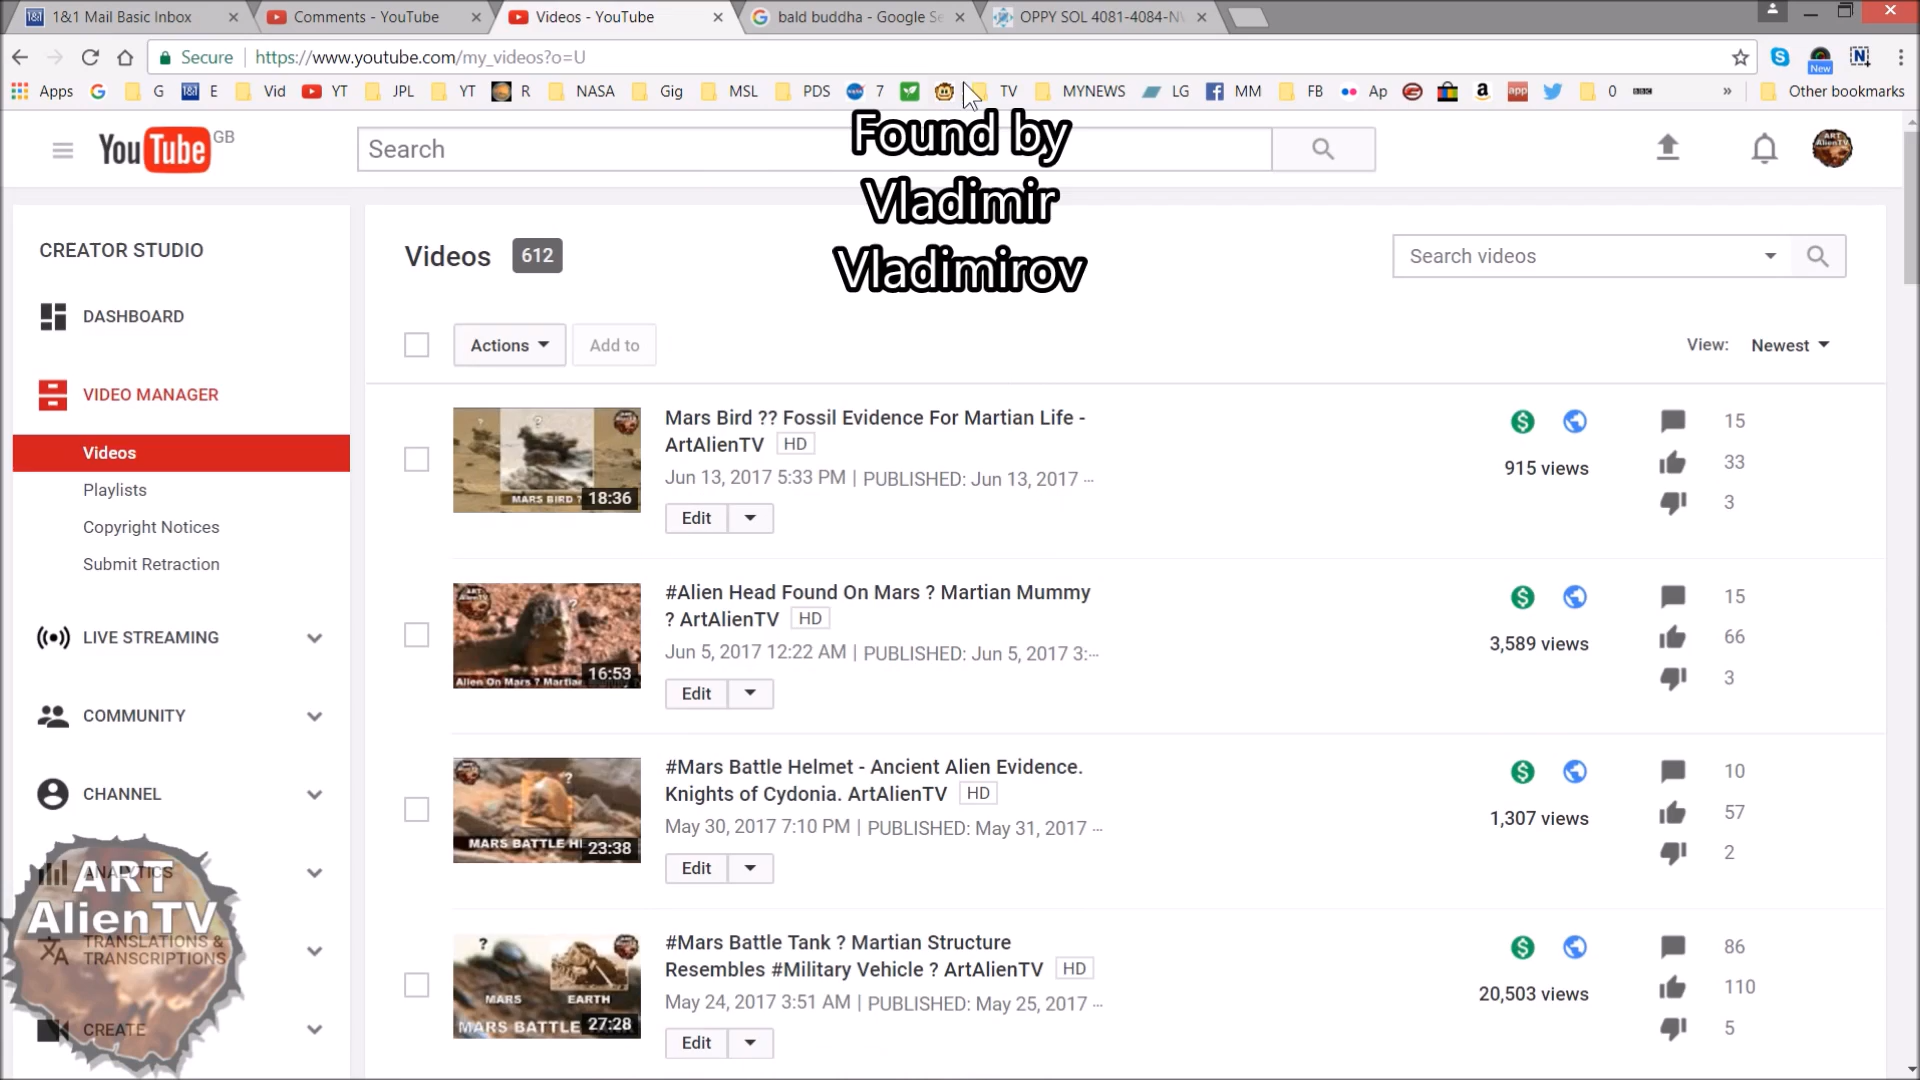 1&1 Mail Basic Inbox
Comments - YouTube
Videos - YouTube
bald buddha - Google Se
OPPY SOL 4081-4084-N
Secure
https://www.youtube.com/my_videos?o=U
New
Apps G E Vid YT JPL YT R NASA Gig MSL PDS 7 TV MYNEWS LG MM FB Ap app 0 BBC » Other bookmarks
YouTube GB
Search
Found by
Vladimir
Vladimirov
CREATOR STUDIO
DASHBOARD
VIDEO MANAGER
Videos
Playlists
Copyright Notices
Submit Retraction
LIVE STREAMING
COMMUNITY
CHANNEL
ANALYTICS
TRANSLATIONS &
TRANSCRIPTIONS
CREATE
ART
AlienTV
Videos 612
Search videos
Actions
Add to
View: Newest
MARS BIRD ?
18:36
Mars Bird ?? Fossil Evidence For Martian Life -
ArtAlienTV HD
Jun 13, 2017 5:33 PM | PUBLISHED: Jun 13, 2017 ...
Edit
915 views
15
33
3
Alien On Mars ? Martian
16:53
#Alien Head Found On Mars ? Martian Mummy
? ArtAlienTV HD
Jun 5, 2017 12:22 AM | PUBLISHED: Jun 5, 2017 3:...
Edit
3,589 views
15
66
3
MARS BATTLE HE
23:38
#Mars Battle Helmet - Ancient Alien Evidence.
Knights of Cydonia. ArtAlienTV HD
May 30, 2017 7:10 PM | PUBLISHED: May 31, 2017 ...
Edit
1,307 views
10
57
2
?
MARS EARTH
MARS BATTLE
27:28
#Mars Battle Tank ? Martian Structure
Resembles #Military Vehicle ? ArtAlienTV HD
May 24, 2017 3:51 AM | PUBLISHED: May 25, 2017 ...
Edit
20,503 views
86
110
5